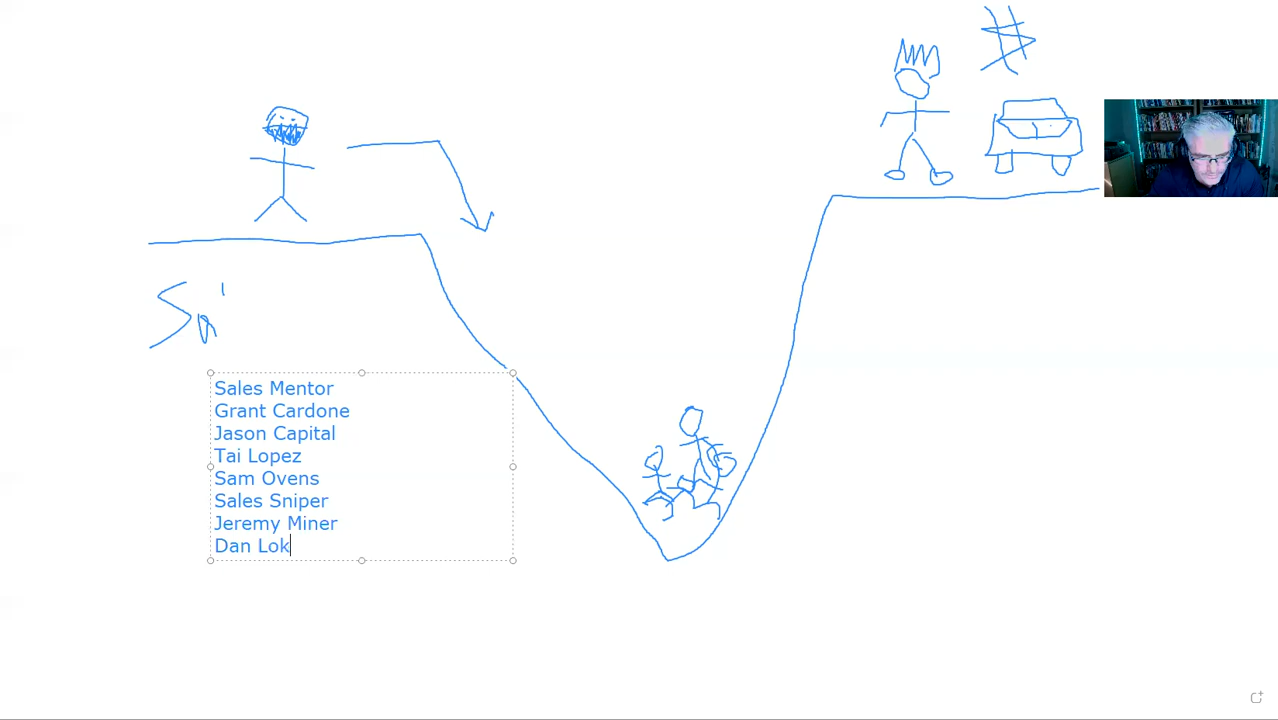 Sales Mentor
Grant Cardone
Jason Capital
Tai Lopez
Sam Ovens
Sales Sniper
Jeremy Miner
Dan Lok